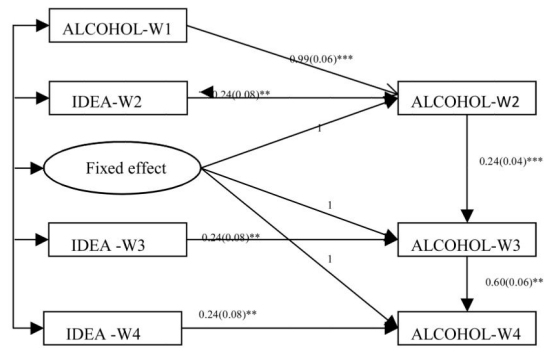 ALCOHOL-W1
0.99(0.06)***
IDEA-W2
0.24(0.08)**
ALCOHOL-W2
1
Fixed effect
0.24(0.04)***
1
IDEA -W3
0.24(0.08)**
ALCOHOL-W3
1
0.60(0.06)**
IDEA -W4
0.24(0.08)**
ALCOHOL-W4